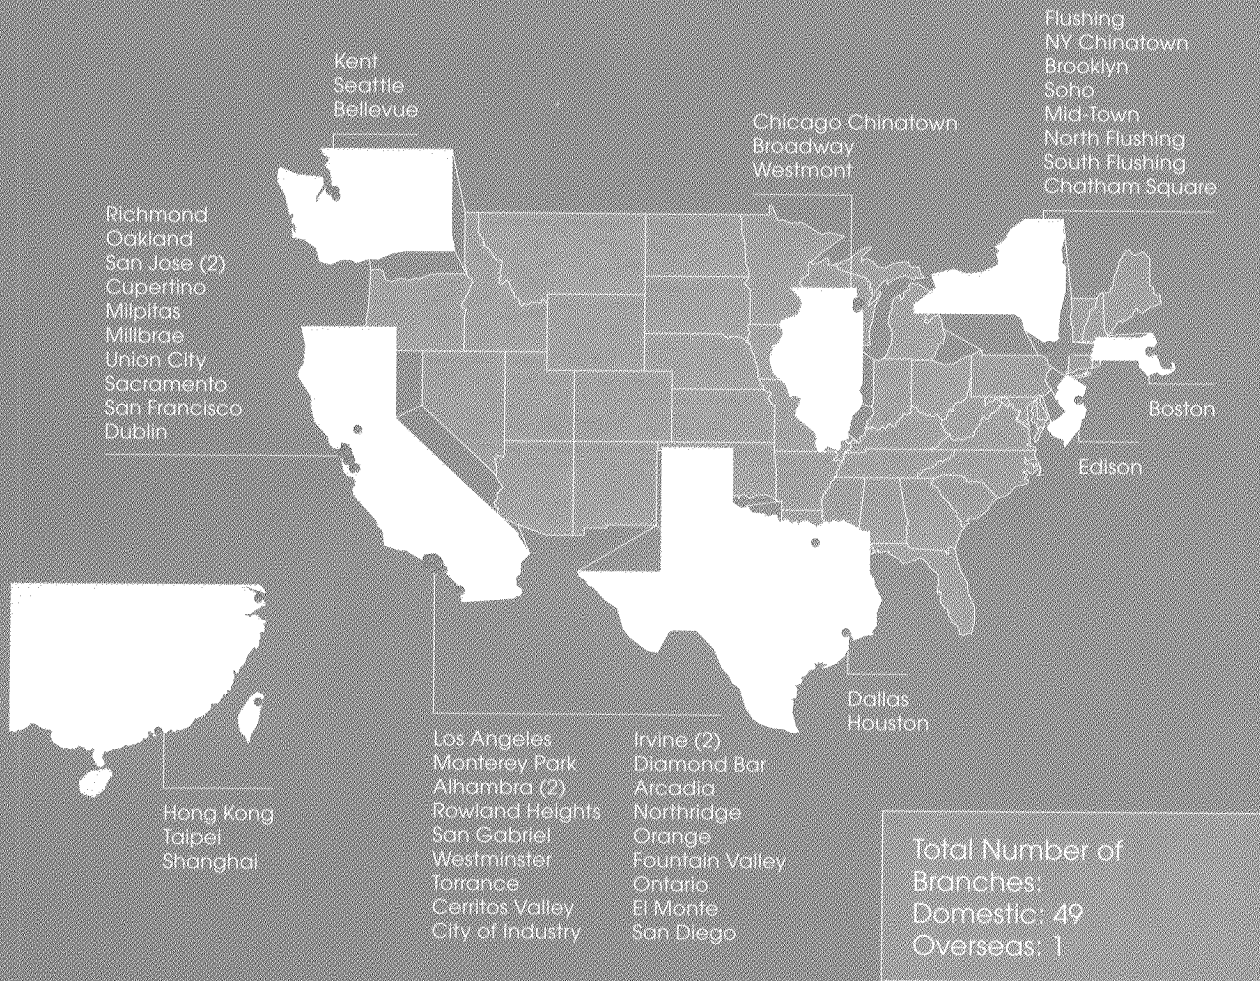 Flushing
NY Chinatown
Brooklyn
Soho
Mid-Town
North Flushing
South Flushing
Chatham Square
Kent
Seattle
Bellevue
Chicago Chinatown
Broadway
Westmont
Richmond
Oakland
San Jose (2)
Cupertino
Milpitas
Millbrae
Union City
Sacramento
San Francisco
Dublin
Boston
Edison
Dallas
Houston
Los Angeles
Monterey Park
Alhambra (2)
Rowland Heights
San Gabriel
Westminster
Torrance
Cerritos Valley
City of Industry
Irvine (2)
Diamond Bar
Arcadia
Northridge
Orange
Fountain Valley
Ontario
El Monte
San Diego
Hong Kong
Taipei
Shanghai
Total Number of
Branches:
Domestic: 49
Overseas: 1